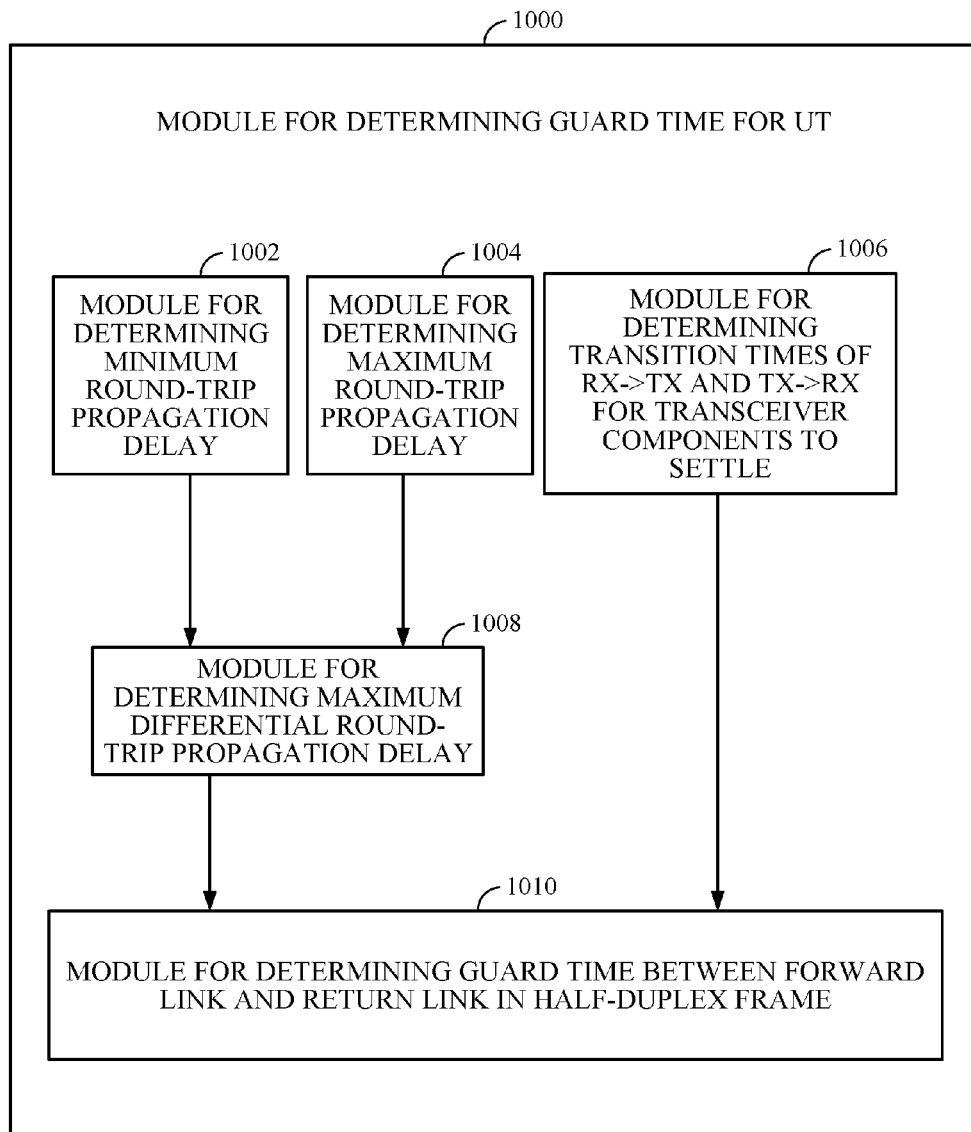 1000
MODULE FOR DETERMINING GUARD TIME FOR UT
1002
MODULE FOR
DETERMINING
MINIMUM
ROUND-TRIP
PROPAGATION
DELAY
1004
MODULE FOR
DETERMINING
MAXIMUM
ROUND-TRIP
PROPAGATION
DELAY
1006
MODULE FOR
DETERMINING
TRANSITION TIMES OF
RX->TX AND TX->RX
FOR TRANSCEIVER
COMPONENTS TO
SETTLE
1008
MODULE FOR
DETERMINING MAXIMUM
DIFFERENTIAL ROUND-
TRIP PROPAGATION DELAY
1010
MODULE FOR DETERMINING GUARD TIME BETWEEN FORWARD
LINK AND RETURN LINK IN HALF-DUPLEX FRAME